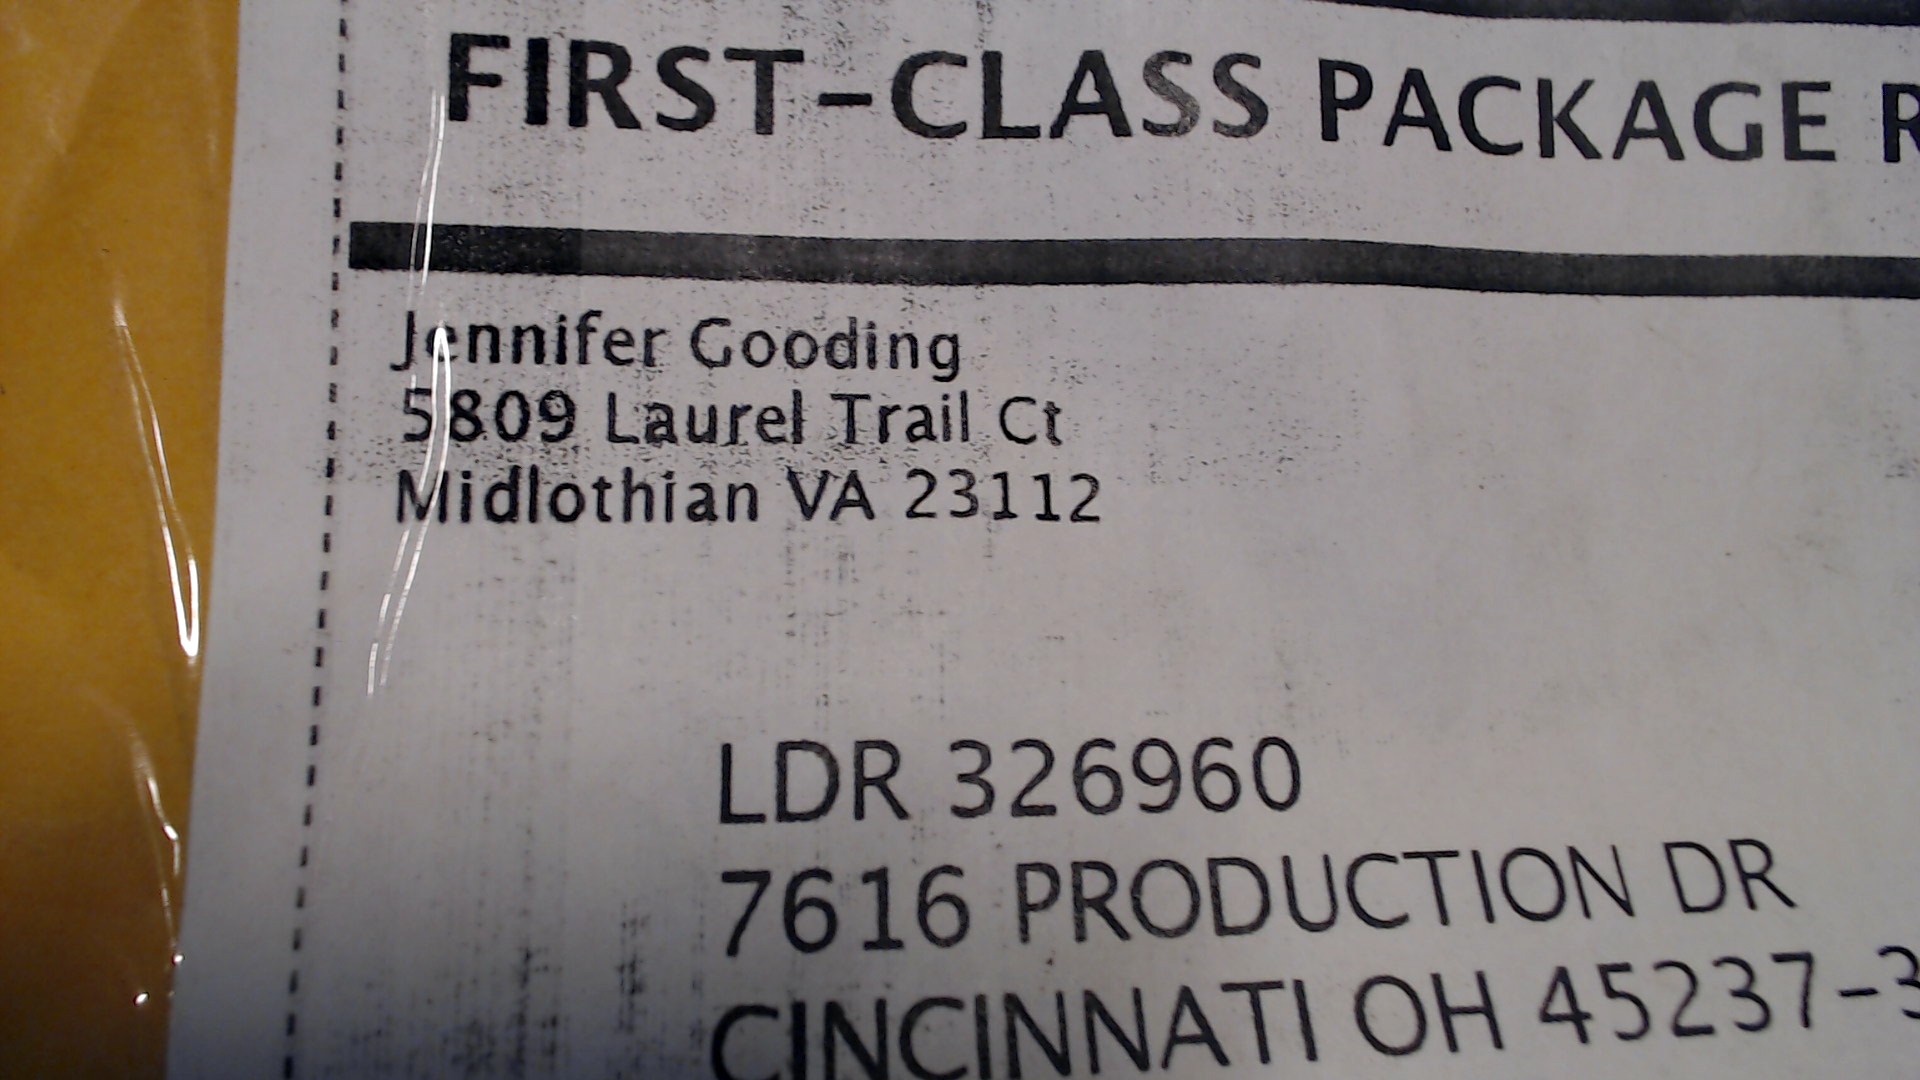 FIRST-CLASS PACKAGE R
Jennifer Gooding
5809 Laurel Trail Ct
Midlothian VA 23112
LDR 326960
7616 PRODUCTION DR
CINCINNATI OH 45237-3